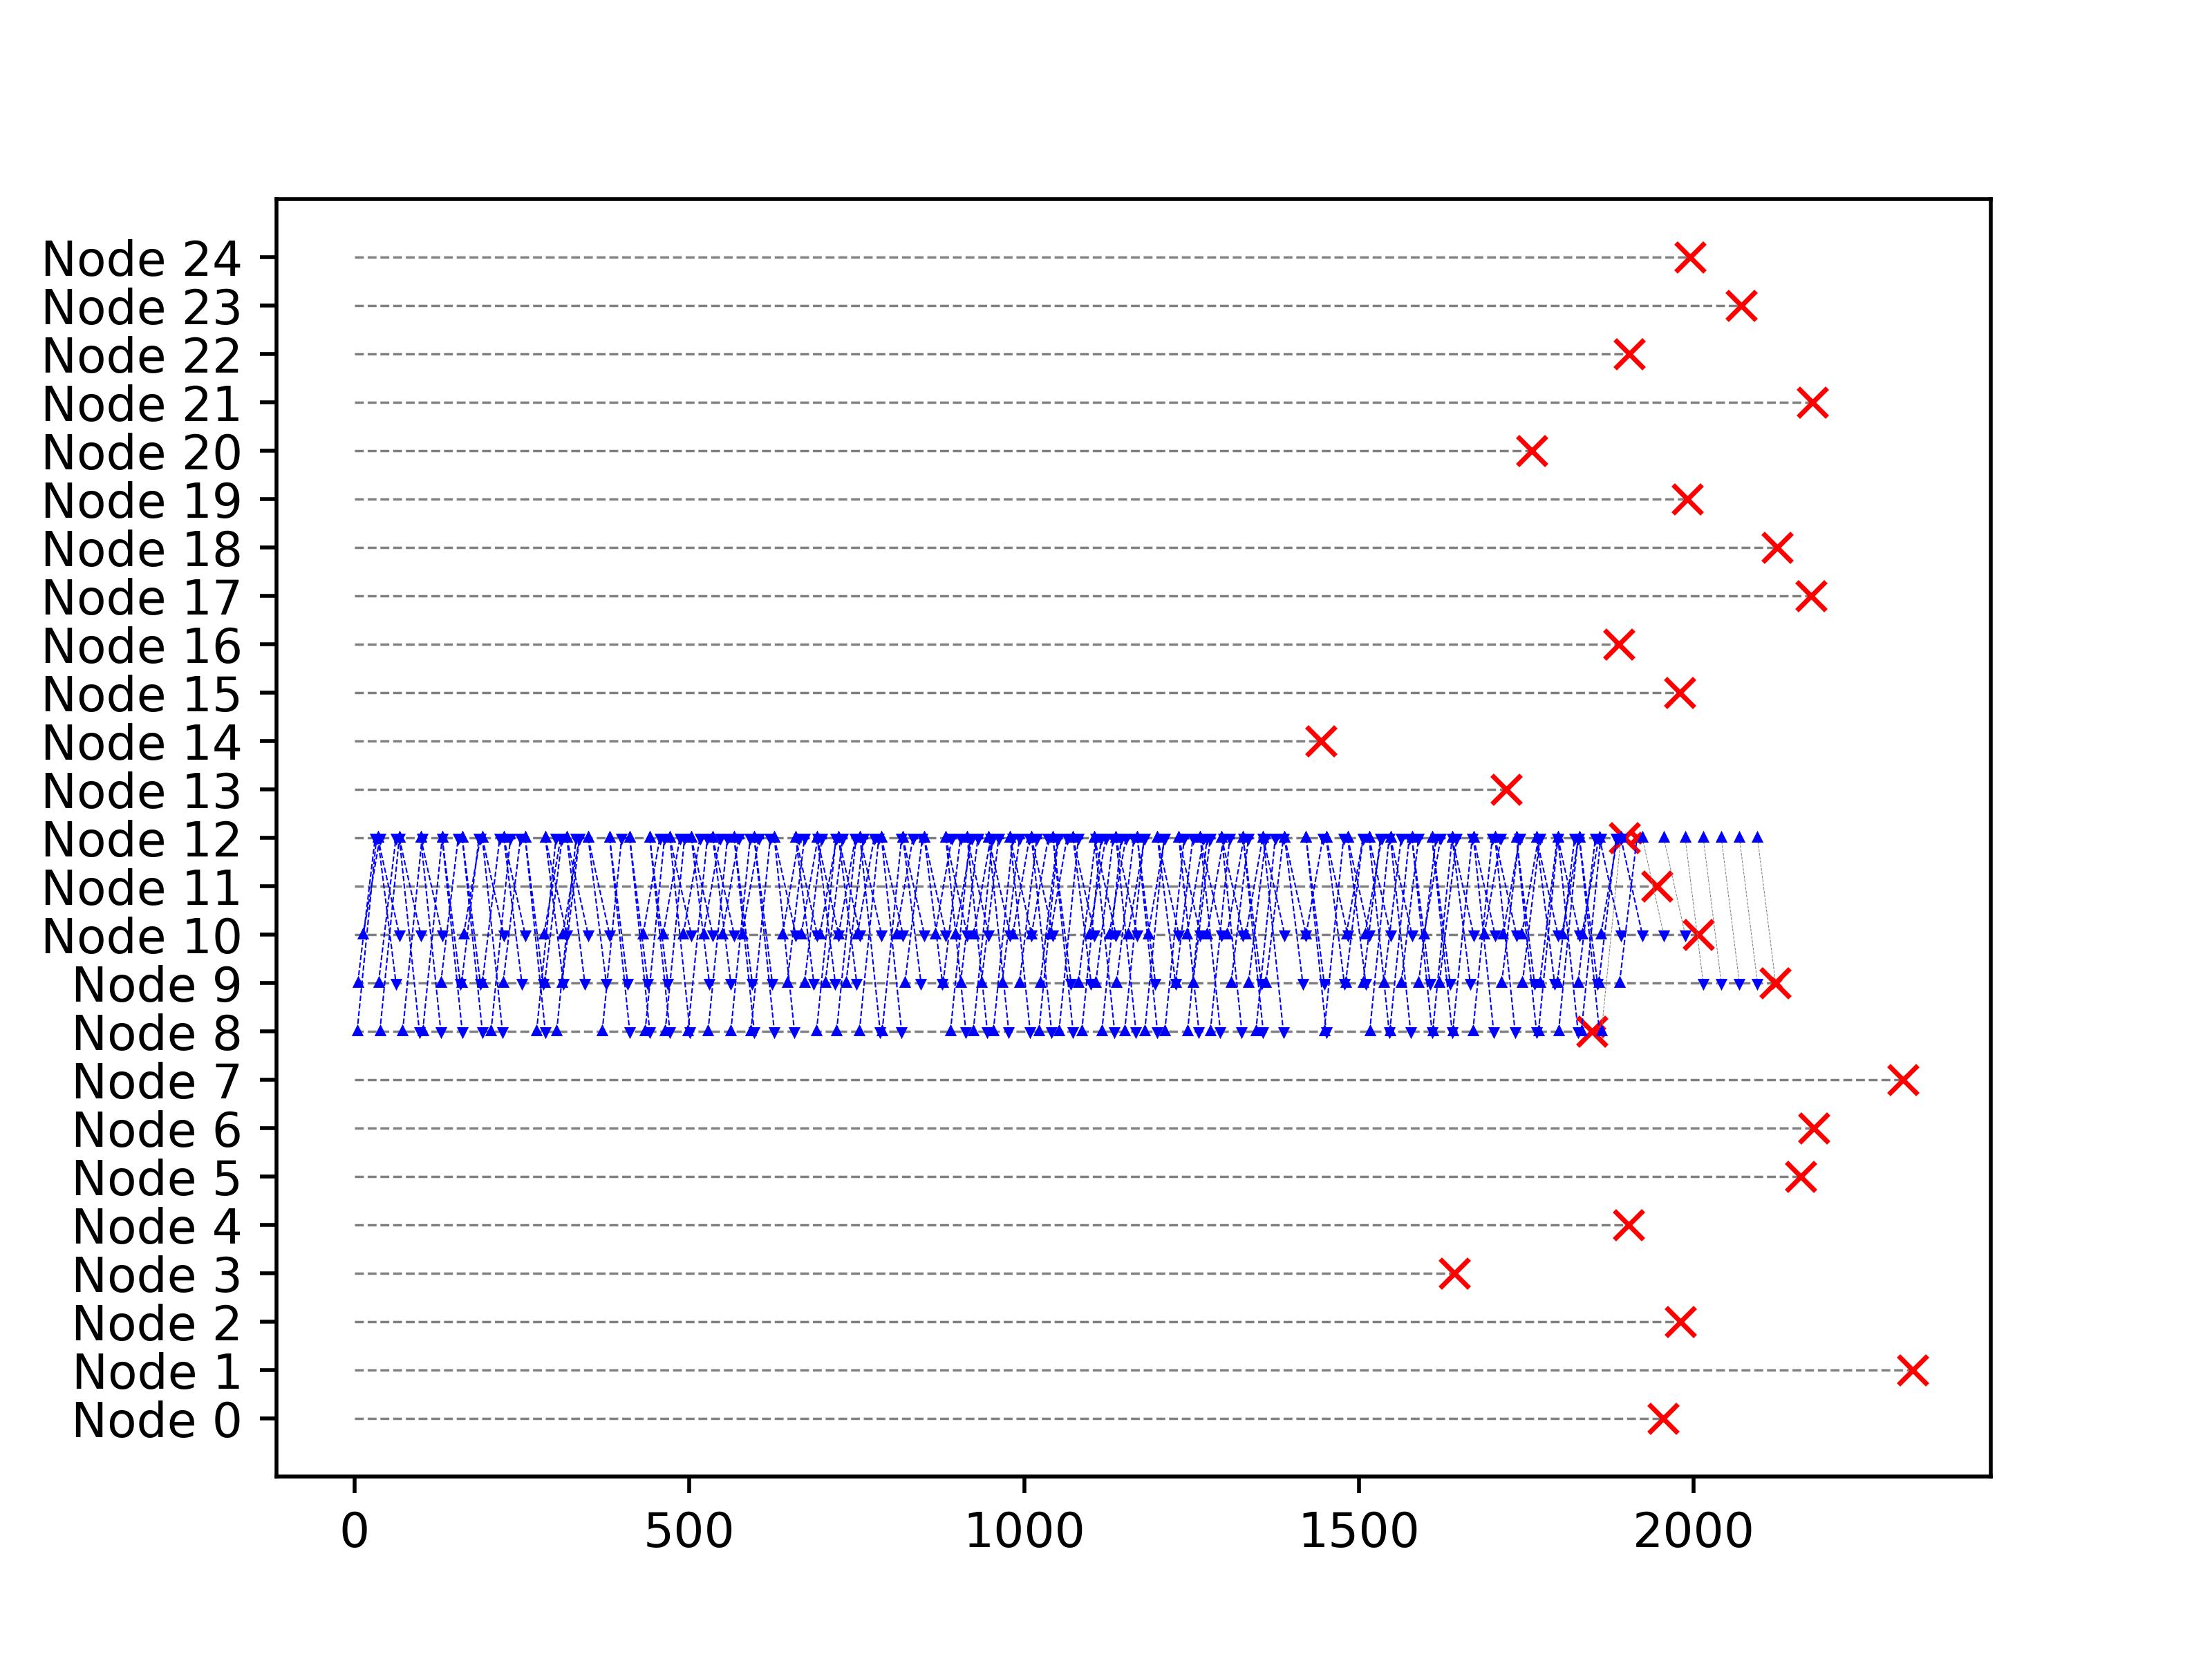 Node 24
Node 23
Node 22
Node 21
Node 20
Node 19
Node 18
Node 17
Node 16
Node 15
Node 14
Node 13
Node 12
Node 11
Node 10
Node 9
Node 8
Node 7
Node 6
Node 5
Node 4
Node 3
Node 2
Node 1
Node 0
0 500 1000 1500 2000